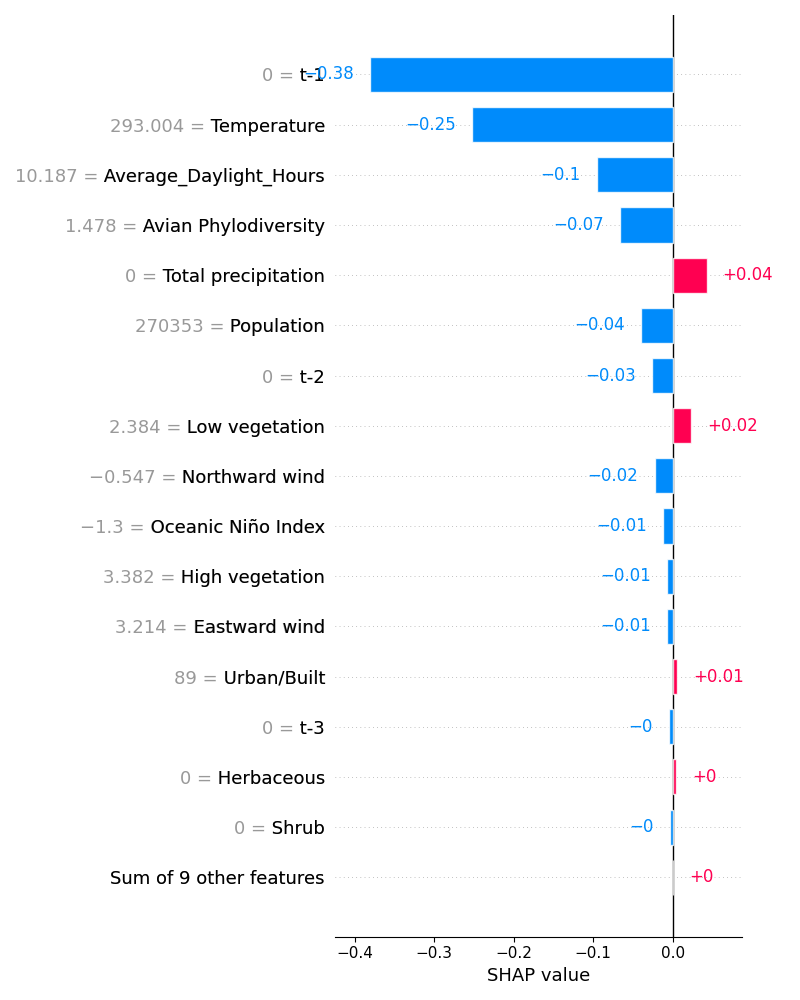 0 = t-1 −0.38
293.004 = Temperature −0.25
10.187 = Average_Daylight_Hours −0.1
1.478 = Avian Phylodiversity −0.07
0 = Total precipitation +0.04
270353 = Population −0.04
0 = t-2 −0.03
2.384 = Low vegetation +0.02
−0.547 = Northward wind −0.02
−1.3 = Oceanic Niño Index −0.01
3.382 = High vegetation −0.01
3.214 = Eastward wind −0.01
89 = Urban/Built +0.01
0 = t-3 −0
0 = Herbaceous +0
0 = Shrub −0
Sum of 9 other features +0
−0.4 −0.3 −0.2 −0.1 0.0
SHAP value